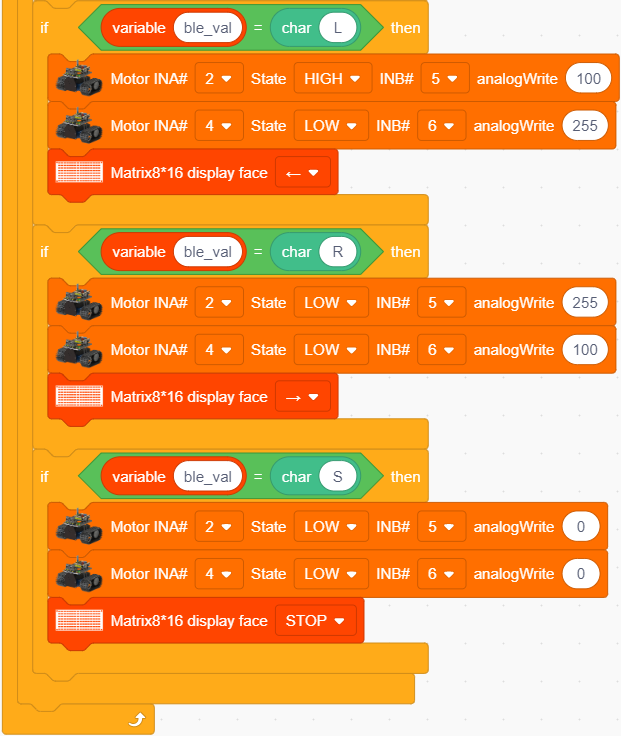 if variable ble_val = char L then
Motor INA# 2 State HIGH INB# 5 analogWrite 100
Motor INA# 4 State LOW INB# 6 analogWrite 255
Matrix8*16 display face ←
if variable ble_val = char R then
Motor INA# 2 State LOW INB# 5 analogWrite 255
Motor INA# 4 State LOW INB# 6 analogWrite 100
Matrix8*16 display face →
if variable ble_val = char S then
Motor INA# 2 State LOW INB# 5 analogWrite 0
Motor INA# 4 State LOW INB# 6 analogWrite 0
Matrix8*16 display face STOP